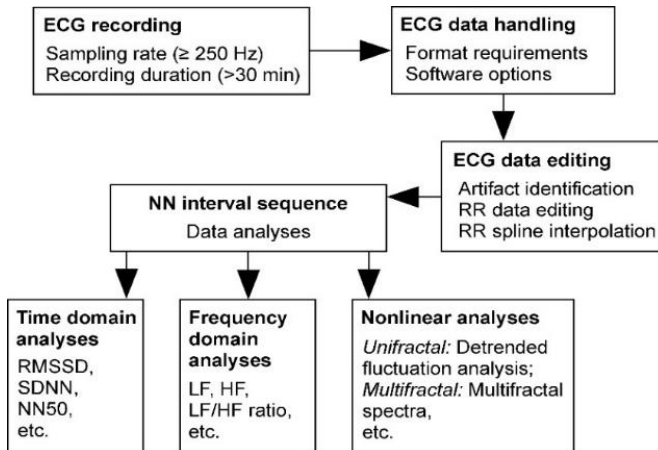 ECG recording
Sampling rate (≥ 250 Hz)
Recording duration (>30 min)
ECG data handling
Format requirements
Software options
ECG data editing
Artifact identification
RR data editing
RR spline interpolation
NN interval sequence
Data analyses
Time domain
analyses
RMSSD,
SDNN,
NN50,
etc.
Frequency
domain
analyses
LF, HF,
LF/HF ratio,
etc.
Nonlinear analyses
Unifractal: Detrended
fluctuation analysis;
Multifractal: Multifractal
spectra,
etc.